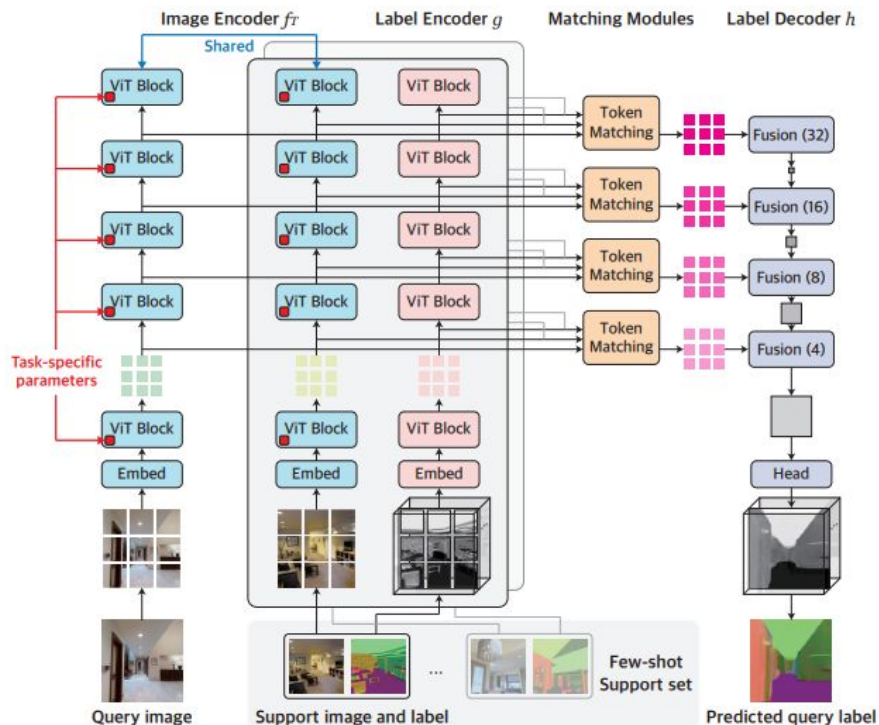 Image Encoder fT
Label Encoder g
Matching Modules
Label Decoder h
Shared
ViT Block
ViT Block
ViT Block
Token
Matching
Fusion (32)
ViT Block
ViT Block
ViT Block
Token
Matching
Fusion (16)
ViT Block
ViT Block
ViT Block
Token
Matching
Fusion (8)
ViT Block
ViT Block
ViT Block
Token
Matching
Fusion (4)
Task-specific
parameters
ViT Block
ViT Block
ViT Block
Embed
Embed
Embed
Head
...
Few-shot
Support set
Query image
Support image and label
Predicted query label